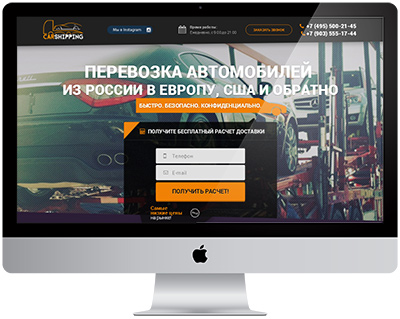 CARSHIPPING
Мы в Instagram
Время работы:
Ежедневно, с 9:00 до 21:00
ЗАКАЗАТЬ ЗВОНОК
+7 (495) 500-21-45
+7 (903) 555-17-44
ПЕРЕВОЗКА АВТОМОБИЛЕЙ
ИЗ РОССИИ В ЕВРОПУ, США И ОБРАТНО
БЫСТРО. БЕЗОПАСНО. КОНФИДЕНЦИАЛЬНО.
ПОЛУЧИТЕ БЕСПЛАТНЫЙ РАСЧЕТ ДОСТАВКИ
Телефон
E-mail
ПОЛУЧИТЬ РАСЧЕТ!
Самые
низкие цены
на рынке!